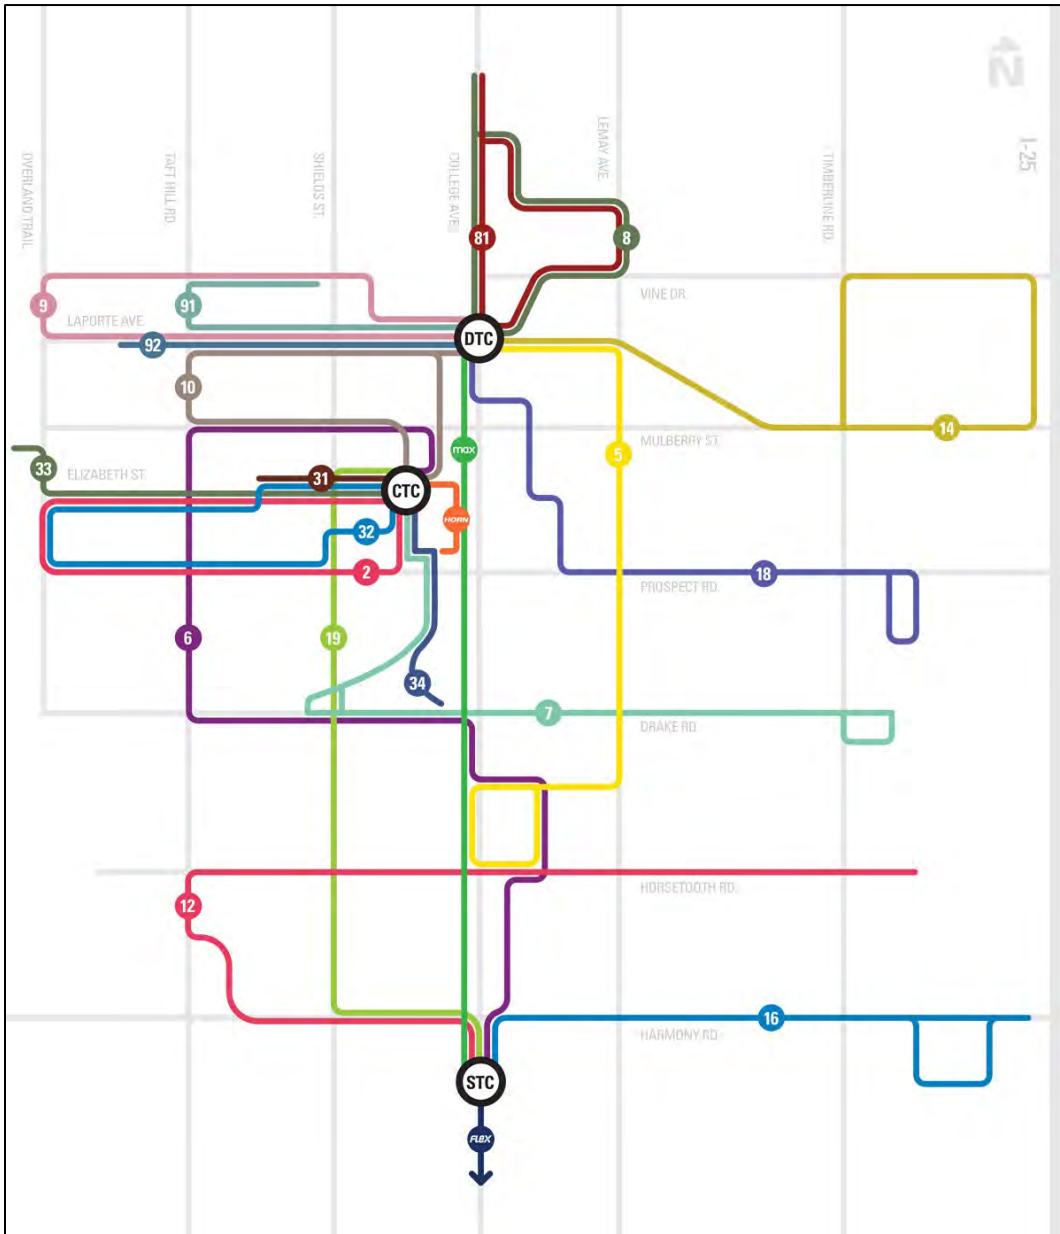 N
I-25
OVERLAND TRAIL
TAFT HILL RD.
SHIELDS ST.
COLLEGE AVE.
LEMAY AVE.
TIMBERLINE RD.
81
8
9
91
VINE DR.
LAPORTE AVE.
92
DTC
10
MULBERRY ST.
14
max
5
33
ELIZABETH ST.
31
CTC
HORN
32
2
18
PROSPECT RD.
6
19
34
7
DRAKE RD.
HORSETOOTH RD.
12
16
HARMONY RD.
STC
FLEX